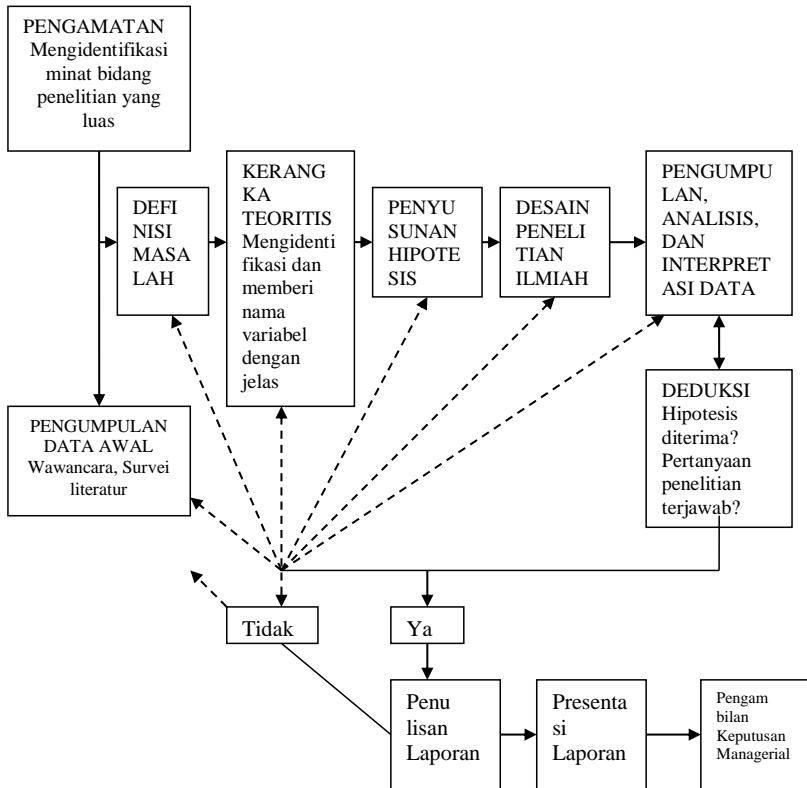 PENGAMATAN
Mengidentifikasi
minat bidang
penelitian yang
luas
DEFI
NISI
MASA
LAH
KERANG
KA
TEORITIS
Mengidenti
fikasi dan
memberi
nama
variabel
dengan
jelas
PENYU
SUNAN
HIPOTE
SIS
DESAIN
PENELI
TIAN
ILMIAH
PENGUMPU
LAN,
ANALISIS,
DAN
INTERPRET
ASI DATA
PENGUMPULAN
DATA AWAL
Wawancara, Survei
literatur
DEDUKSI
Hipotesis
diterima?
Pertanyaan
penelitian
terjawab?
Tidak
Ya
Penu
lisan
Laporan
Presenta
si
Laporan
Pengam
bilan
Keputusan
Managerial